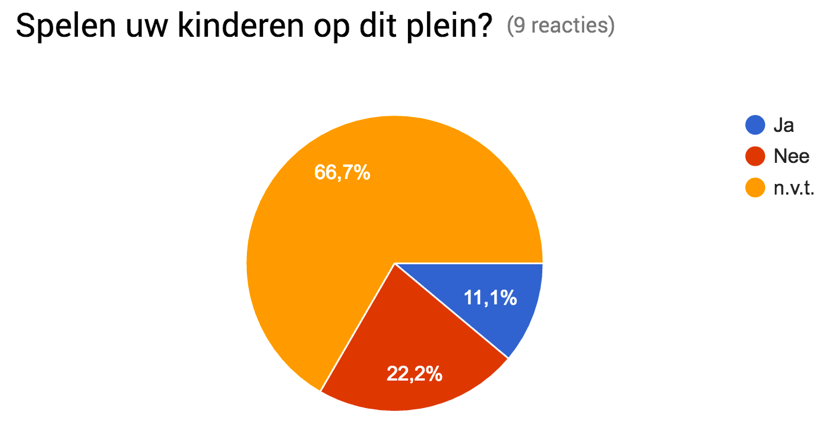 Spelen uw kinderen op dit plein? (9 reacties)
Ja
Nee
n.v.t.
66,7%
11,1%
22,2%